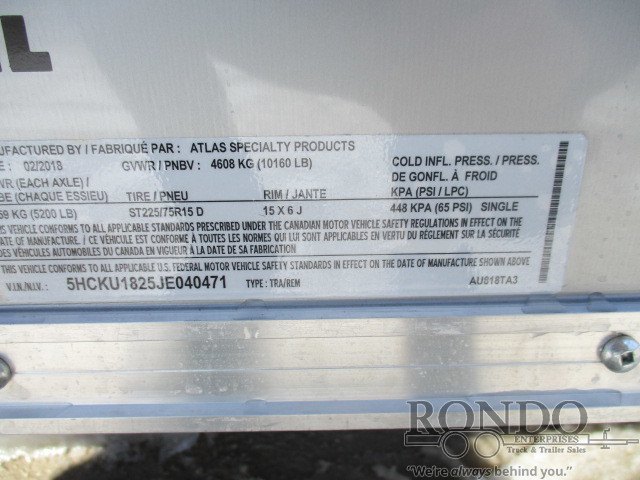 IL
NUFACTURED BY / FABRIQUÉ PAR : ATLAS SPECIALTY PRODUCTS
E : 02/2018 GVWR / PNBV : 4608 KG (10160 LB) COLD INFL. PRESS. / PRESS.
DE GONFL. À FROID
WR (EACH AXLE) /
BE (CHAQUE ESSIEU) TIRE / PNEU RIM / JANTE KPA (PSI / LPC)
59 KG (5200 LB) ST225/75R15 D 15 X 6 J 448 KPA (65 PSI) SINGLE
S VEHICLE CONFORMS TO ALL APPLICABLE STANDARDS PRESCRIBED UNDER THE CANADIAN MOTOR VEHICLE SAFETY REGULATIONS
EFFECT ON THE DATE OF MANUFACTURE / CE VÉHICULE EST CONFORME À TOUTES LES NORMES QUI LUI SONT APPLICABLES EN VERTU DU RÈGLEMENT SUR LA SÉCURITÉ
DES VÉHICULES AUTOMOBILES DU CANADA EN VIGUEUR À LA DATE DE SA FABRICATION
HIS VEHICLE CONFORMS TO ALL APPLICABLE U.S. FEDERAL MOTOR VEHICLE SAFETY STANDARDS IN EFFECT ON THE DATE OF MANUFACTURE SHOWN ABOVE.
V.I.N./N.I.V. : 5HCKU1825JE040471 TYPE : TRA/REM AU818TA3
RONDO
ENTERPRISES
Truck & Trailer Sales
"We're always behind you."